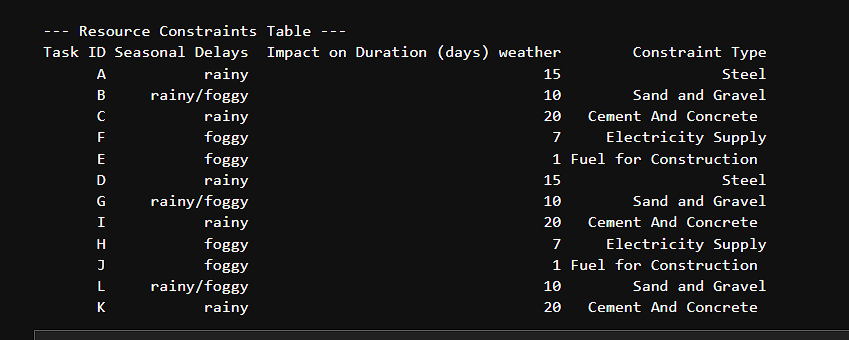 --- Resource Constraints Table ---
Task ID Seasonal Delays Impact on Duration (days) weather Constraint Type
A rainy 15 Steel
B rainy/foggy 10 Sand and Gravel
C rainy 20 Cement And Concrete
F foggy 7 Electricity Supply
E foggy 1 Fuel for Construction
D rainy 15 Steel
G rainy/foggy 10 Sand and Gravel
I rainy 20 Cement And Concrete
H foggy 7 Electricity Supply
J foggy 1 Fuel for Construction
L rainy/foggy 10 Sand and Gravel
K rainy 20 Cement And Concrete